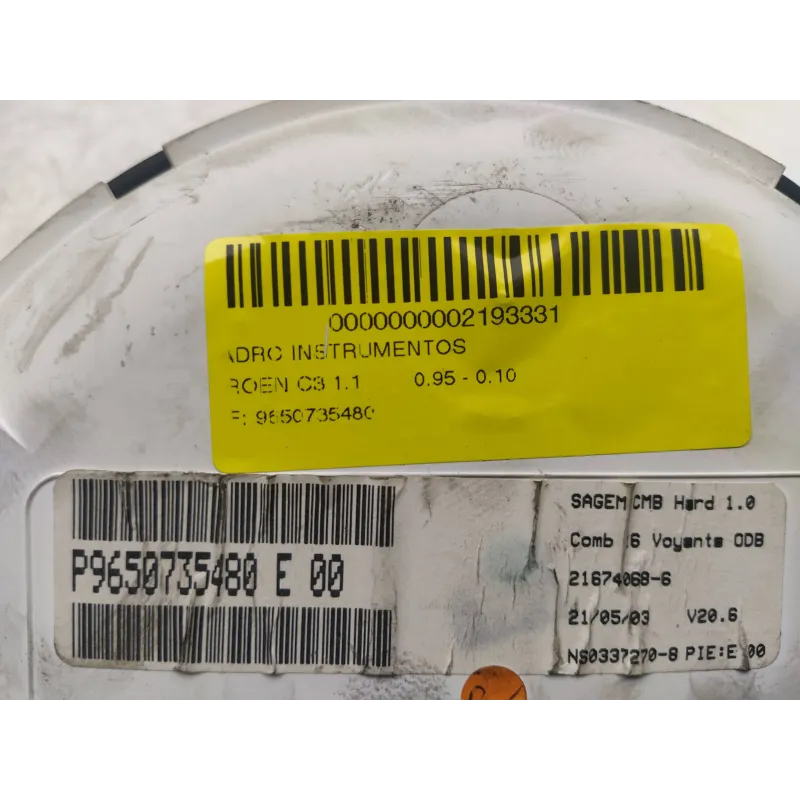 0000000002193331
ADRO INSTRUMENTOS
ROEN C3 1.1 0.95 - 0.10
F: 9650735480
P9650735480 E 00
SAGEM CMB Hard 1.0
Comb 6 Voyants ODB
21674068-6
21/05/03 V20.6
NS0337270-8 PIE:E 00